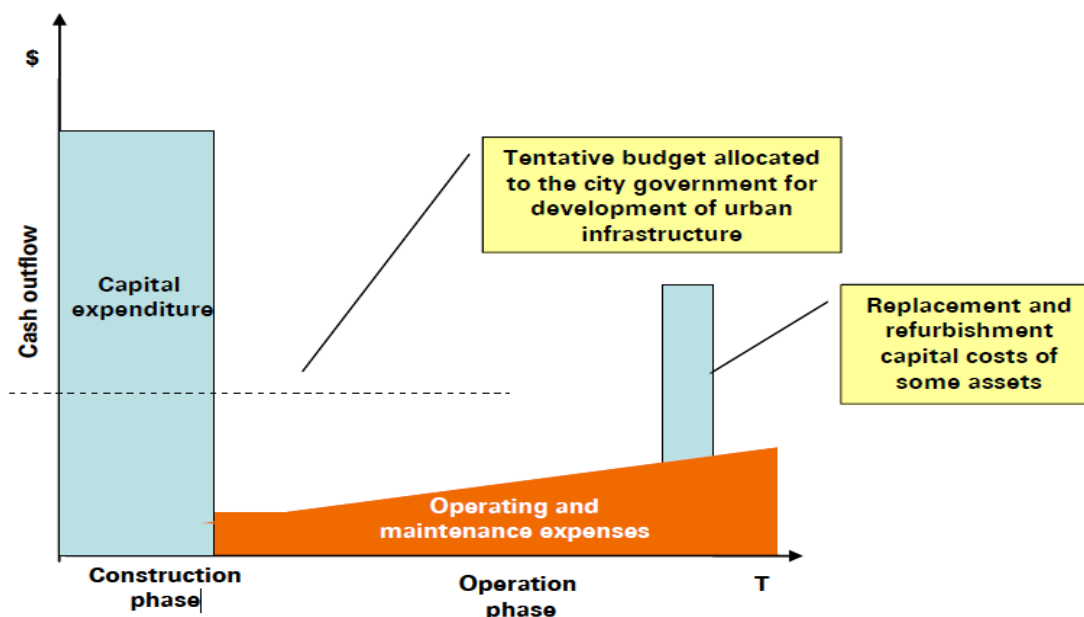 $
Cash outflow
Capital
expenditure
Tentative budget allocated
to the city government for
development of urban
infrastructure
Replacement and
refurbishment
capital costs of
some assets
Operating and
maintenance expenses
Construction
phase
Operation
phase
T